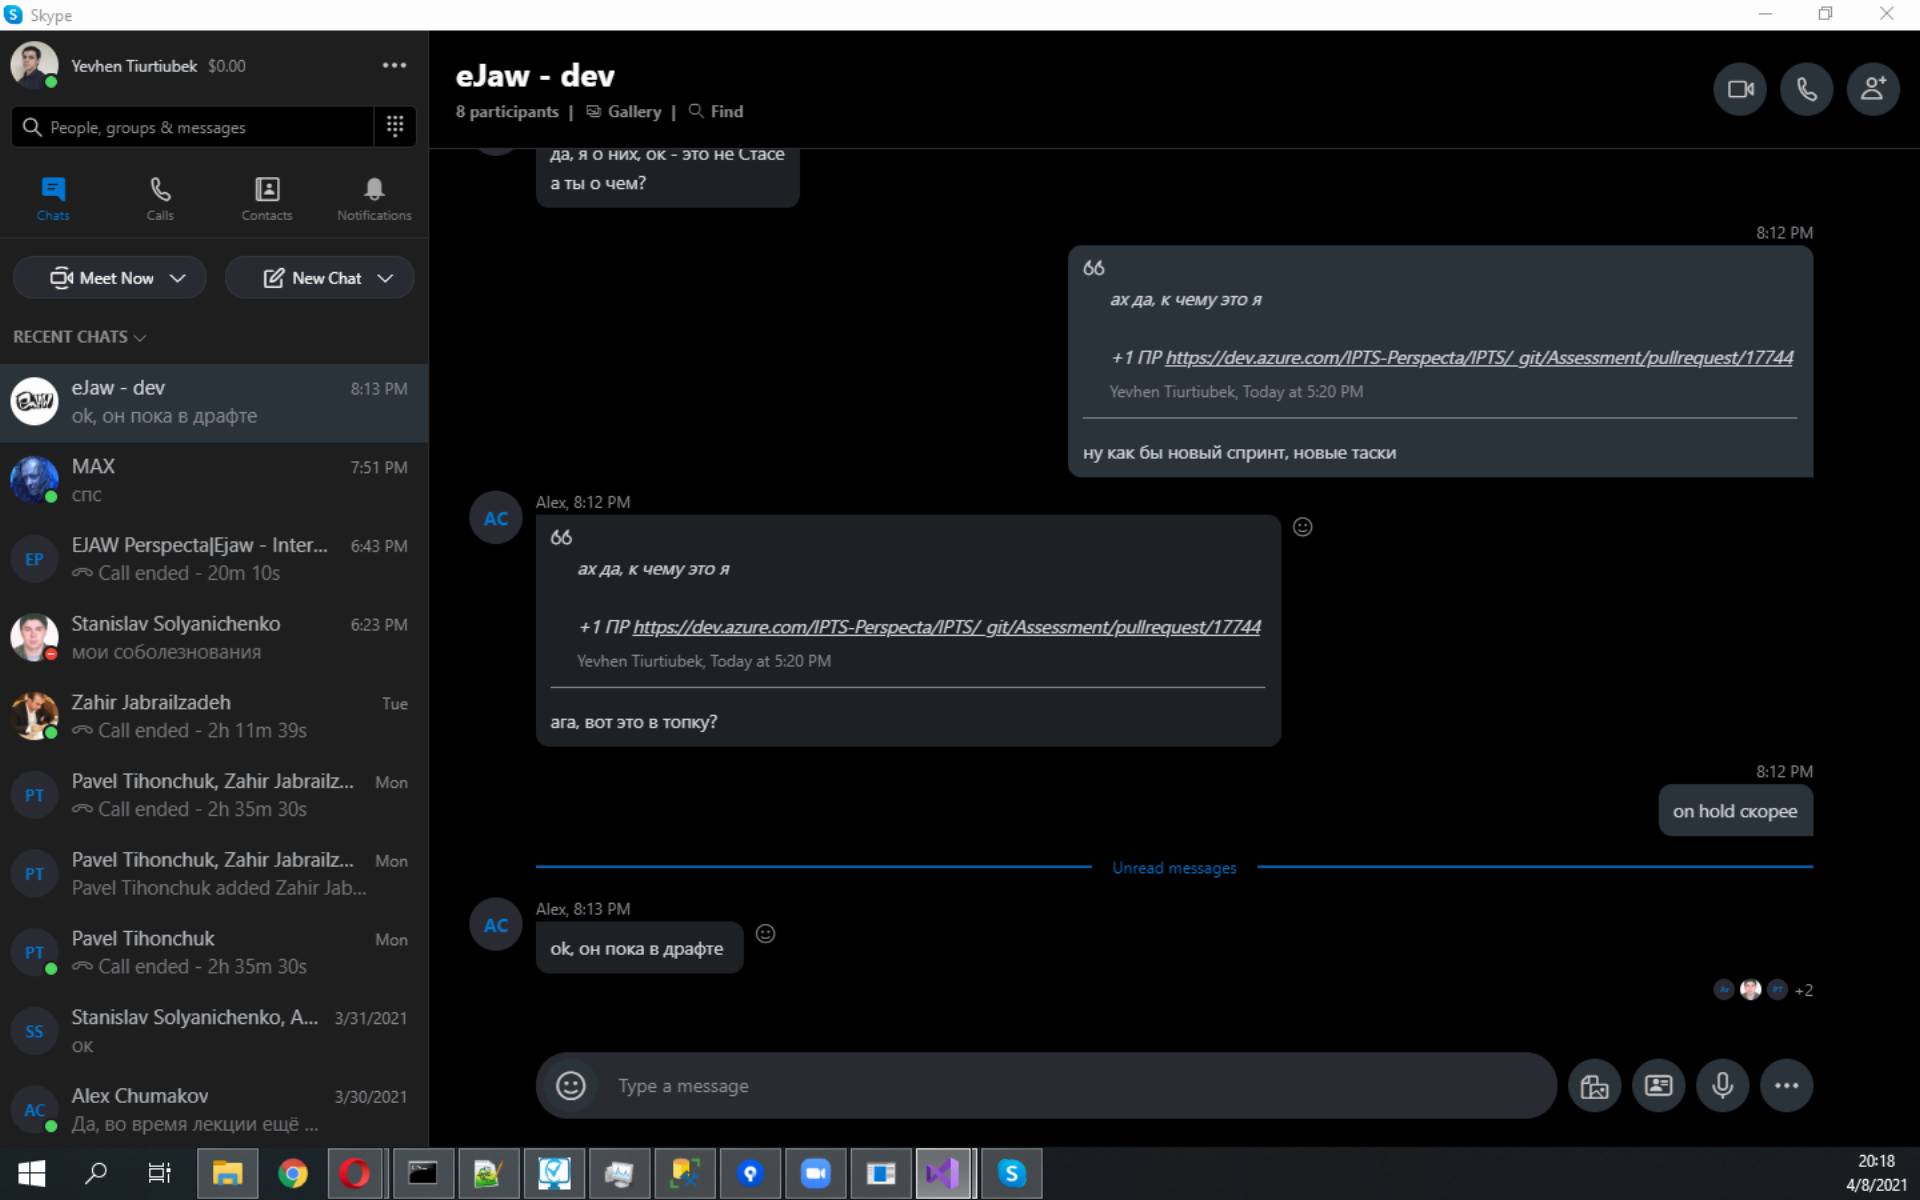 Skype
Yevhen Tiurtiubek $0.00
People, groups & messages
Chats
Calls
Contacts
Notifications
Meet Now
New Chat
RECENT CHATS
eJaw - dev 8:13 PM
ok, он пока в драфте
MAX 7:51 PM
спс
EP
EJAW Perspecta|Ejaw - Inter... 6:43 PM
Call ended - 20m 10s
Stanislav Solyanichenko 6:23 PM
мои соболезнования
Zahir Jabrailzadeh Tue
Call ended - 2h 11m 39s
PT
Pavel Tihonchuk, Zahir Jabrailz... Mon
Call ended - 2h 35m 30s
PT
Pavel Tihonchuk, Zahir Jabrailz... Mon
Pavel Tihonchuk added Zahir Jab...
PT
Pavel Tihonchuk Mon
Call ended - 2h 35m 30s
SS
Stanislav Solyanichenko, A... 3/31/2021
ок
AC
Alex Chumakov 3/30/2021
Да, во время лекции ещё ...
eJaw - dev
8 participants | Gallery | Find
да, я о них, ок - это не Стасе
а ты о чем?
8:12 PM
ах да, к чему это я
+1 ПР https://dev.azure.com/IPTS-Perspecta/IPTS/_git/Assessment/pullrequest/17744
Yevhen Tiurtiubek, Today at 5:20 PM
ну как бы новый спринт, новые таски
AC
Alex, 8:12 PM
ах да, к чему это я
+1 ПР https://dev.azure.com/IPTS-Perspecta/IPTS/_git/Assessment/pullrequest/17744
Yevhen Tiurtiubek, Today at 5:20 PM
ага, вот это в топку?
8:12 PM
on hold скорее
Unread messages
AC
Alex, 8:13 PM
ok, он пока в драфте
PT +2
Type a message
20:18
4/8/2021